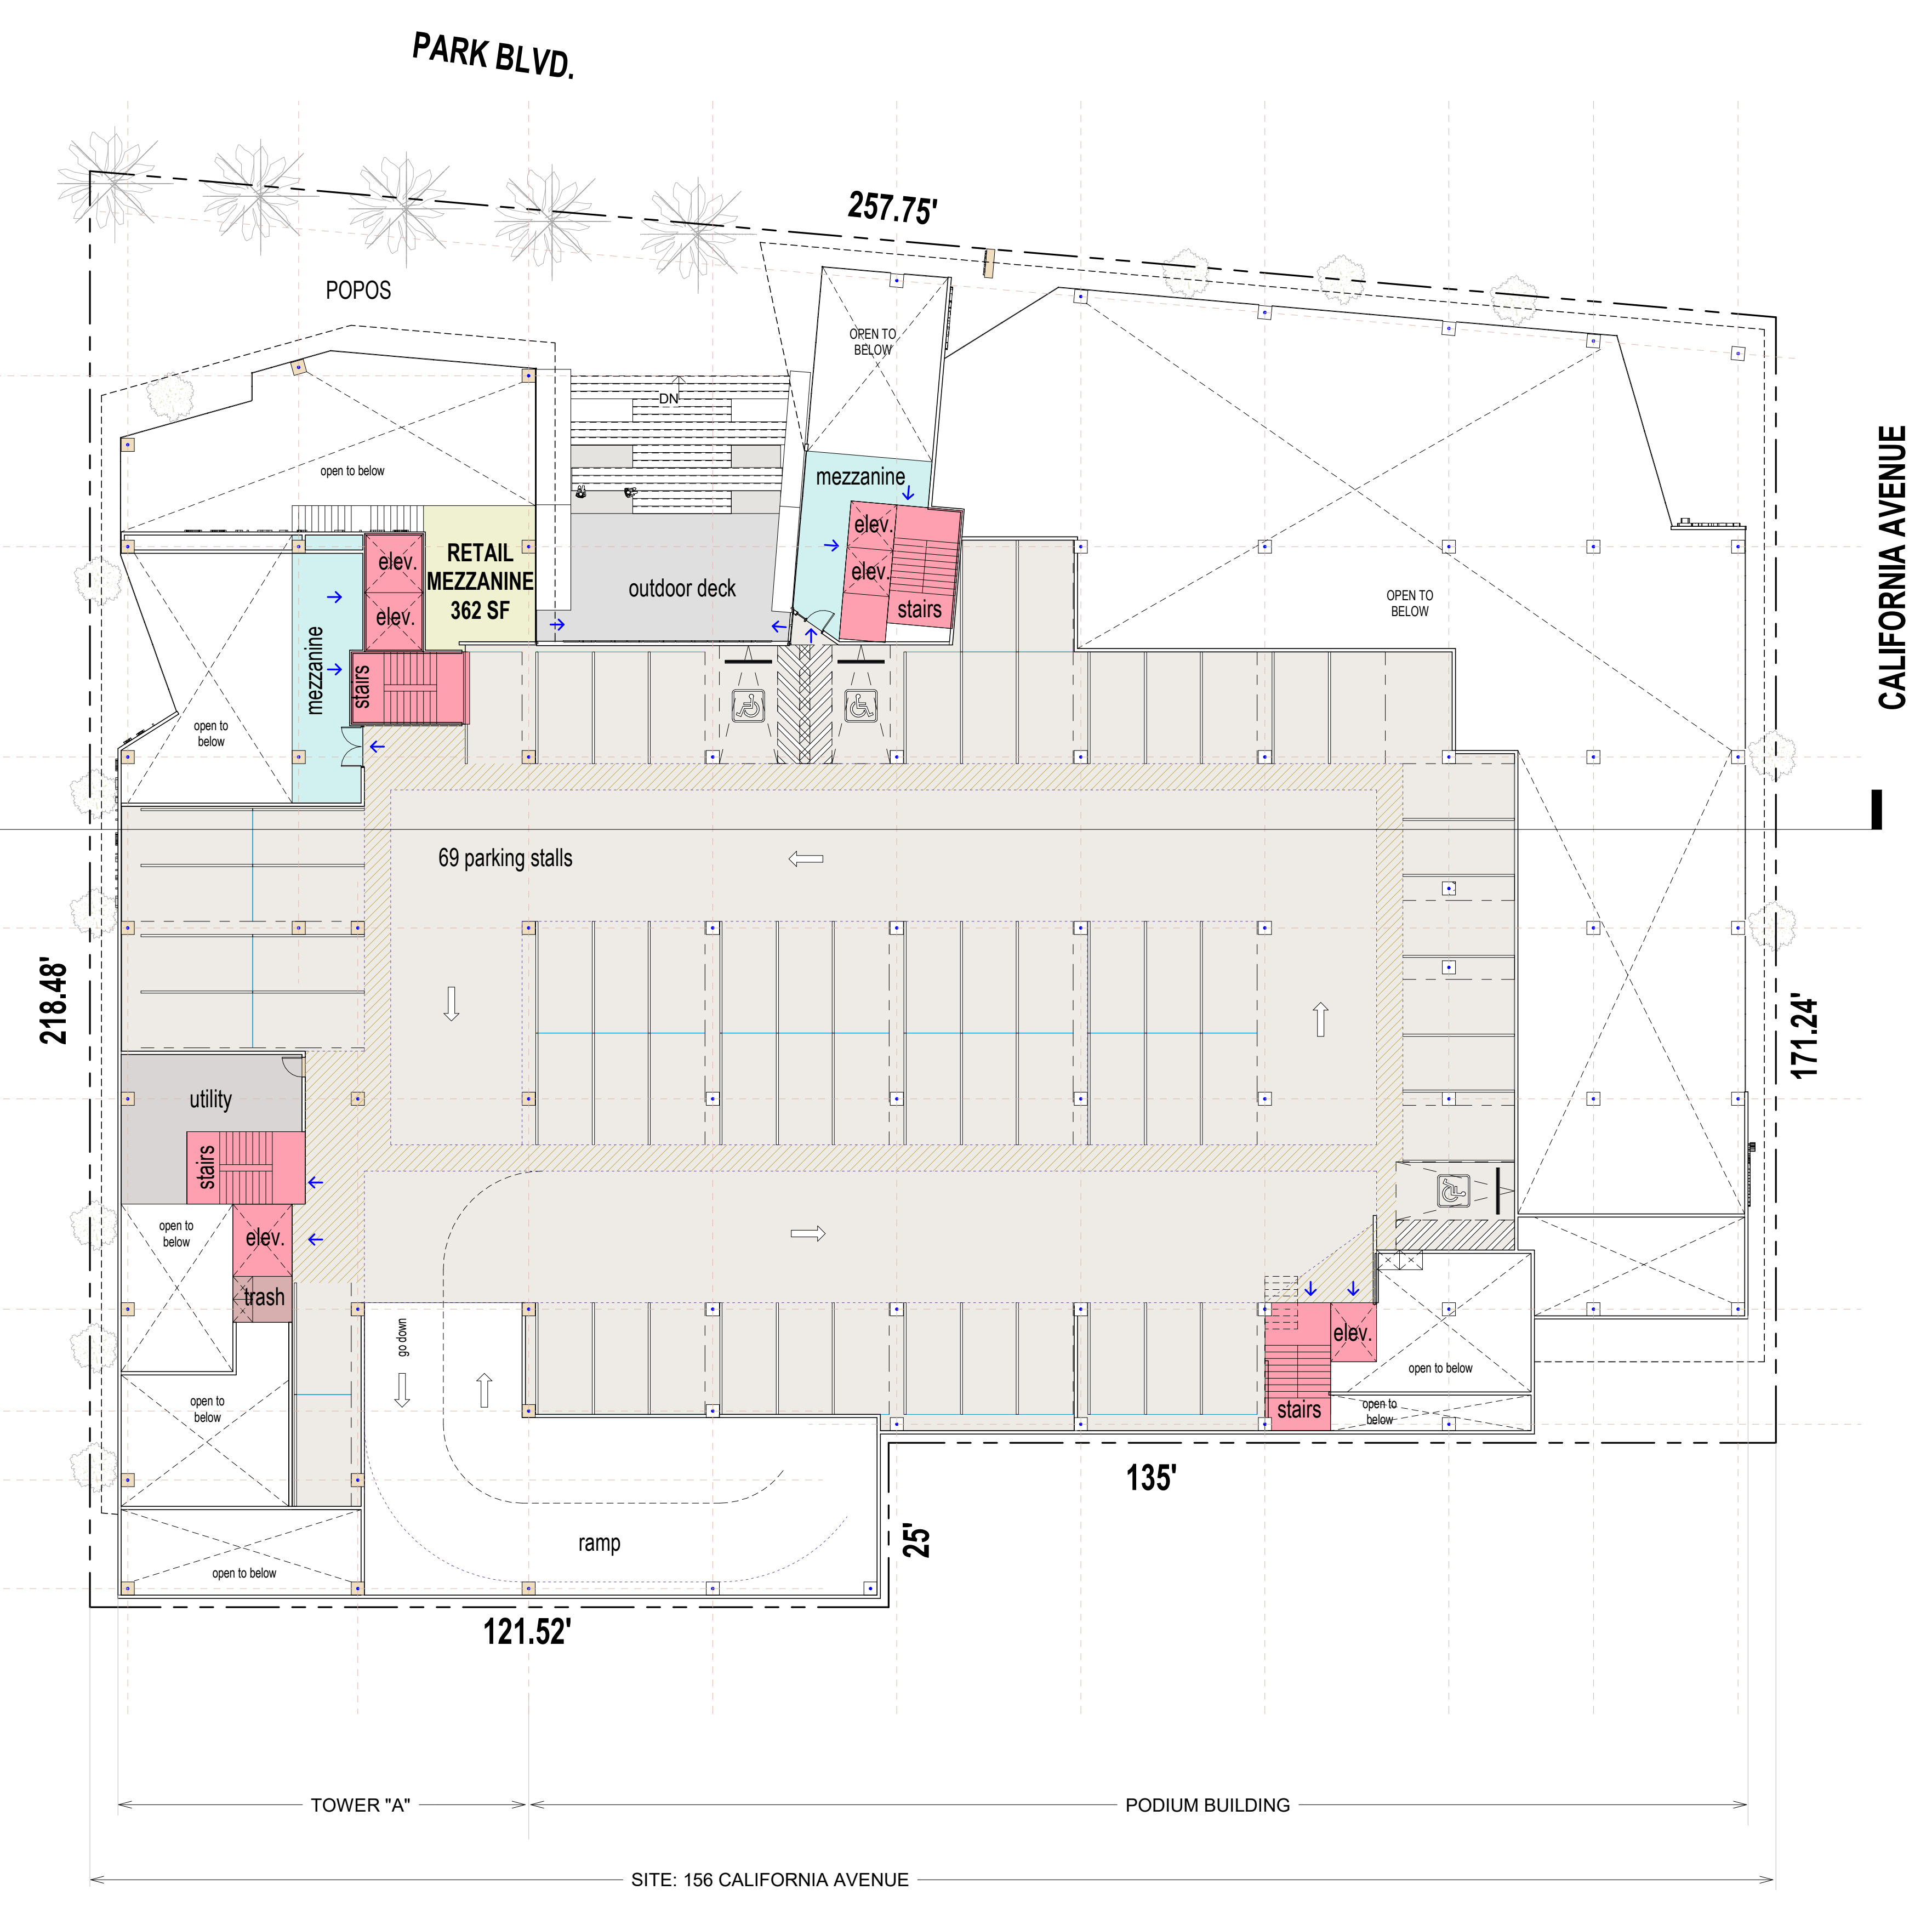 PARK BLVD.
257.75'
POPOS
OPEN TO
BELOW
DN
open to below
mezzanine
CALIFORNIA AVENUE
elev.
elev.
RETAIL
MEZZANINE
362 SF
elev.
elev.
outdoor deck
stairs
OPEN TO
BELOW
mezzanine
stairs
open to
below
69 parking stalls
218.48'
171.24'
utility
stairs
open to
below
elev.
trash
go down
elev.
open to below
open to
below
stairs
open to
below
135'
25'
ramp
open to below
121.52'
TOWER "A"
PODIUM BUILDING
SITE: 156 CALIFORNIA AVENUE